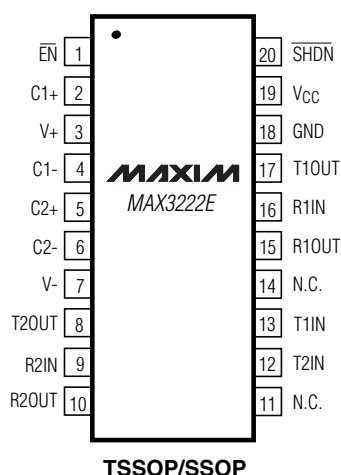 EN 1 20 SHDN
C1+ 2 19 VCC
V+ 3 18 GND
C1- 4 17 T1OUT
MAXIM
MAX3222E
C2+ 5 16 R1IN
C2- 6 15 R1OUT
V- 7 14 N.C.
T2OUT 8 13 T1IN
R2IN 9 12 T2IN
R2OUT 10 11 N.C.
TSSOP/SSOP